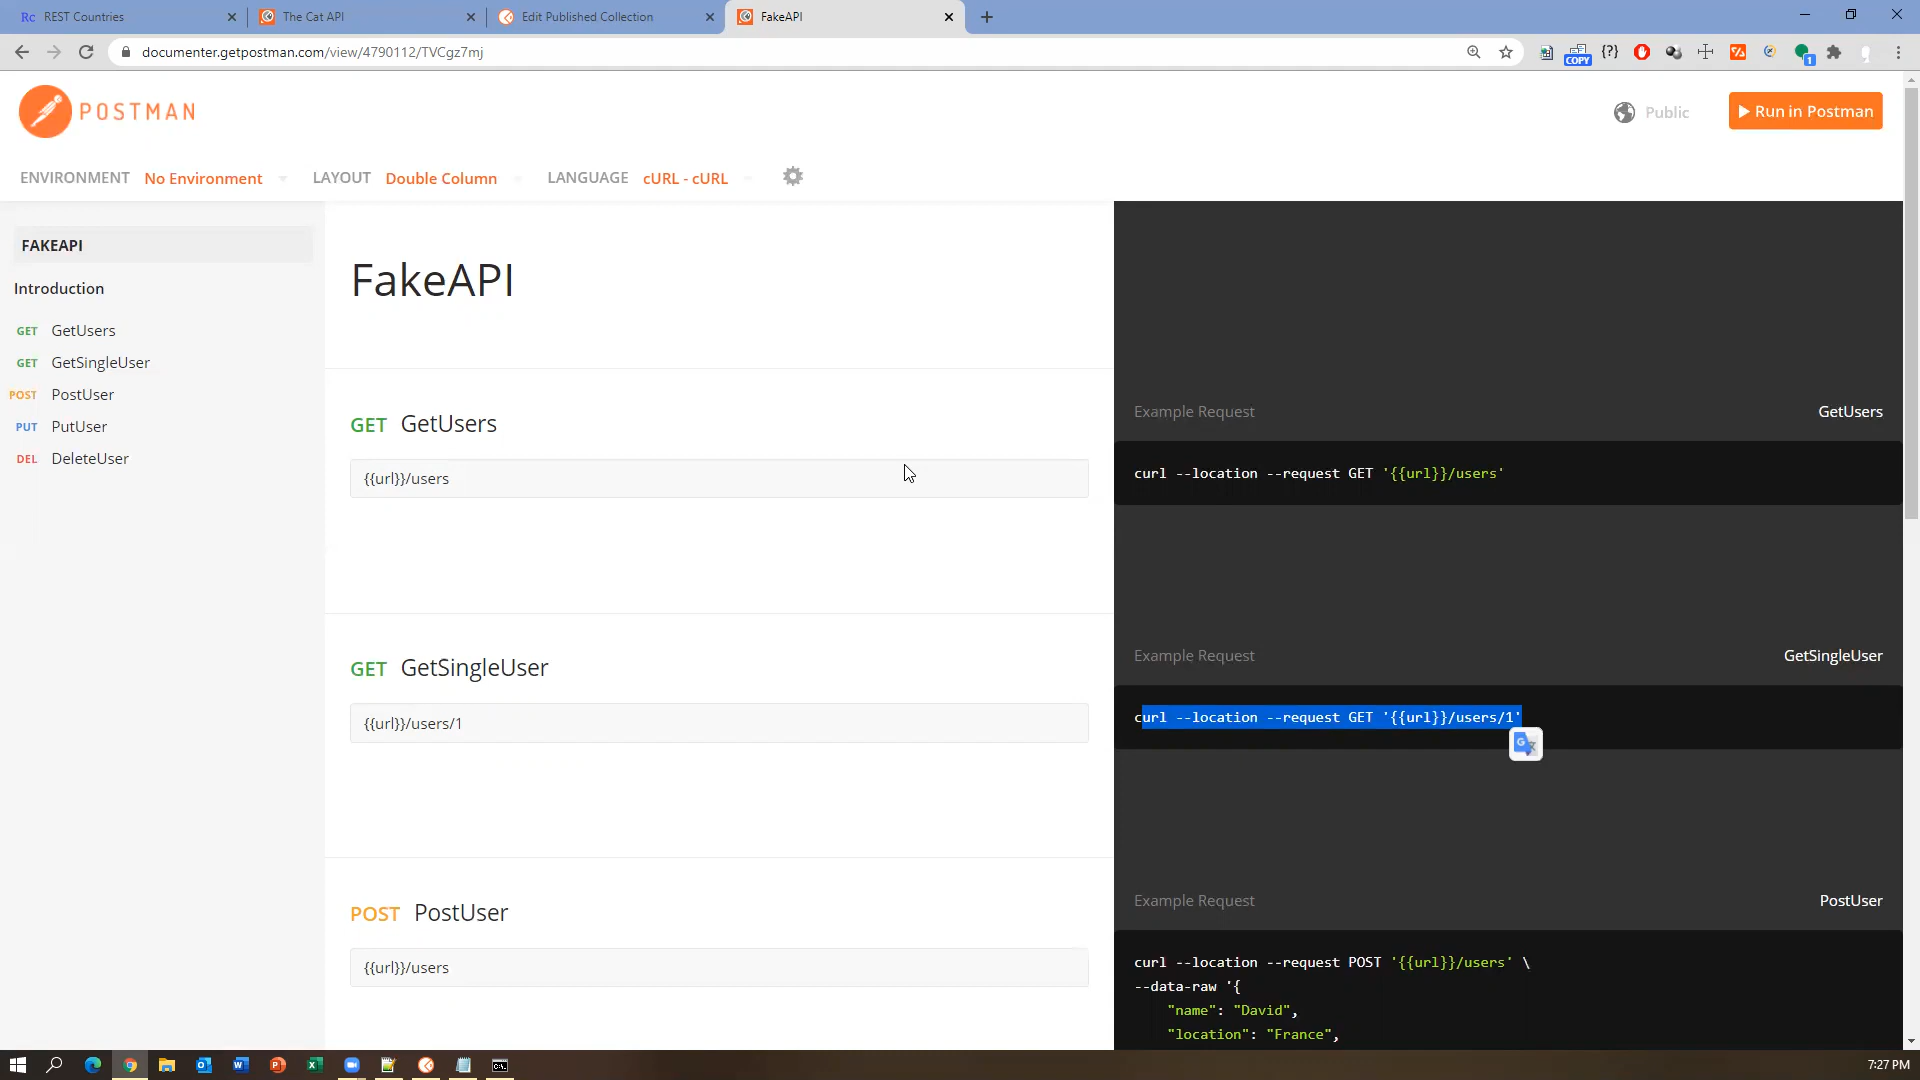 Rc REST Countries
The Cat API
Edit Published Collection
FakeAPI
documenter.getpostman.com/view/4790112/TVCgz7mj
COPY
{?}
1
POSTMAN
Public
Run in Postman
ENVIRONMENT No Environment LAYOUT Double Column LANGUAGE cURL - cURL
FAKEAPI
Introduction
GET GetUsers
GET GetSingleUser
POST PostUser
PUT PutUser
DEL DeleteUser
FakeAPI
GET GetUsers
{{url}}/users
GET GetSingleUser
{{url}}/users/1
POST PostUser
{{url}}/users
Example Request GetUsers
curl --location --request GET '{{url}}/users'
Example Request GetSingleUser
curl --location --request GET '{{url}}/users/1'
Example Request PostUser
curl --location --request POST '{{url}}/users' \
--data-raw '{
"name": "David",
"location": "France",
7:27 PM